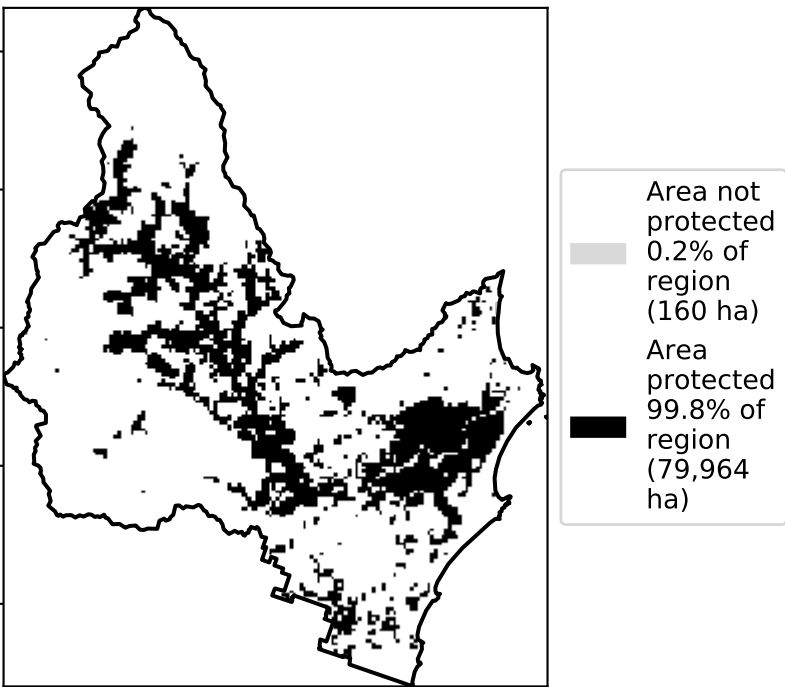 Area not
protected
0.2% of
region
(160 ha)
Area
protected
99.8% of
region
(79,964
ha)